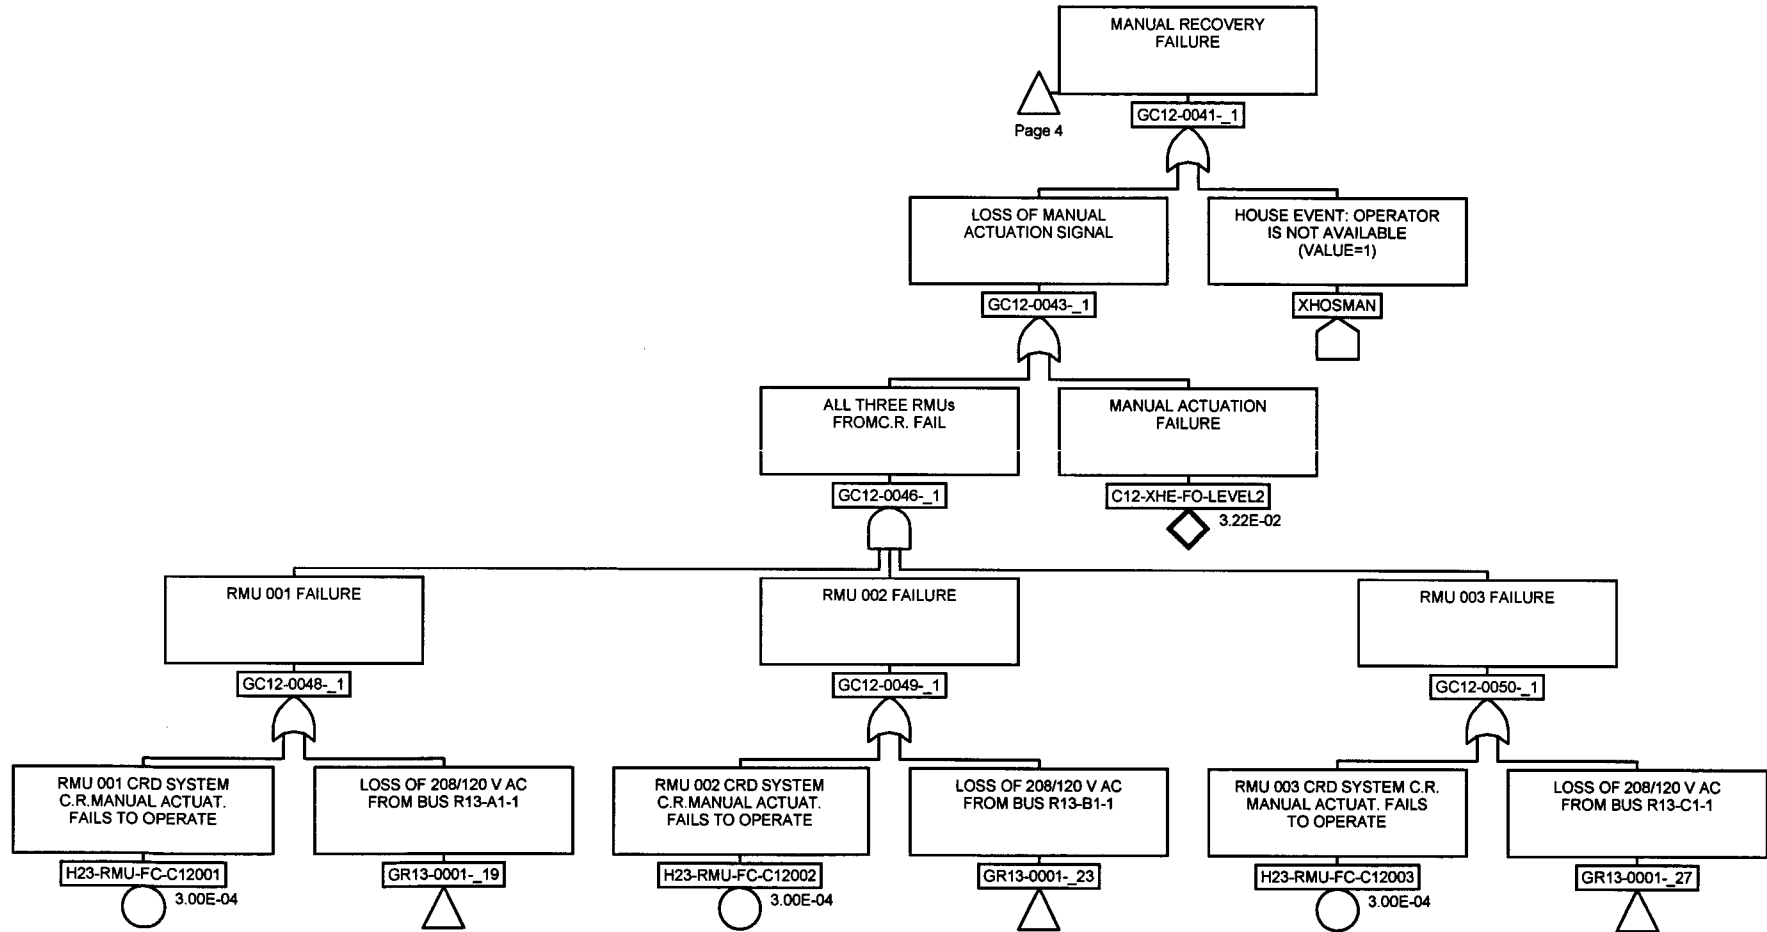 MANUAL RECOVERY
FAILURE
Page 4
GC12-0041-_1
LOSS OF MANUAL
ACTUATION SIGNAL
GC12-0043-_1
HOUSE EVENT: OPERATOR
IS NOT AVAILABLE
(VALUE=1)
XHOSMAN
ALL THREE RMUs
FROMC.R. FAIL
GC12-0046-_1
MANUAL ACTUATION
FAILURE
C12-XHE-FO-LEVEL2
3.22E-02
RMU 001 FAILURE
GC12-0048-_1
RMU 002 FAILURE
GC12-0049-_1
RMU 003 FAILURE
GC12-0050-_1
RMU 001 CRD SYSTEM
C.R.MANUAL ACTUAT.
FAILS TO OPERATE
H23-RMU-FC-C12001
3.00E-04
LOSS OF 208/120 V AC
FROM BUS R13-A1-1
GR13-0001-_19
RMU 002 CRD SYSTEM
C.R.MANUAL ACTUAT.
FAILS TO OPERATE
H23-RMU-FC-C12002
3.00E-04
LOSS OF 208/120 V AC
FROM BUS R13-B1-1
GR13-0001-_23
RMU 003 CRD SYSTEM C.R.
MANUAL ACTUAT. FAILS
TO OPERATE
H23-RMU-FC-C12003
3.00E-04
LOSS OF 208/120 V AC
FROM BUS R13-C1-1
GR13-0001-_27